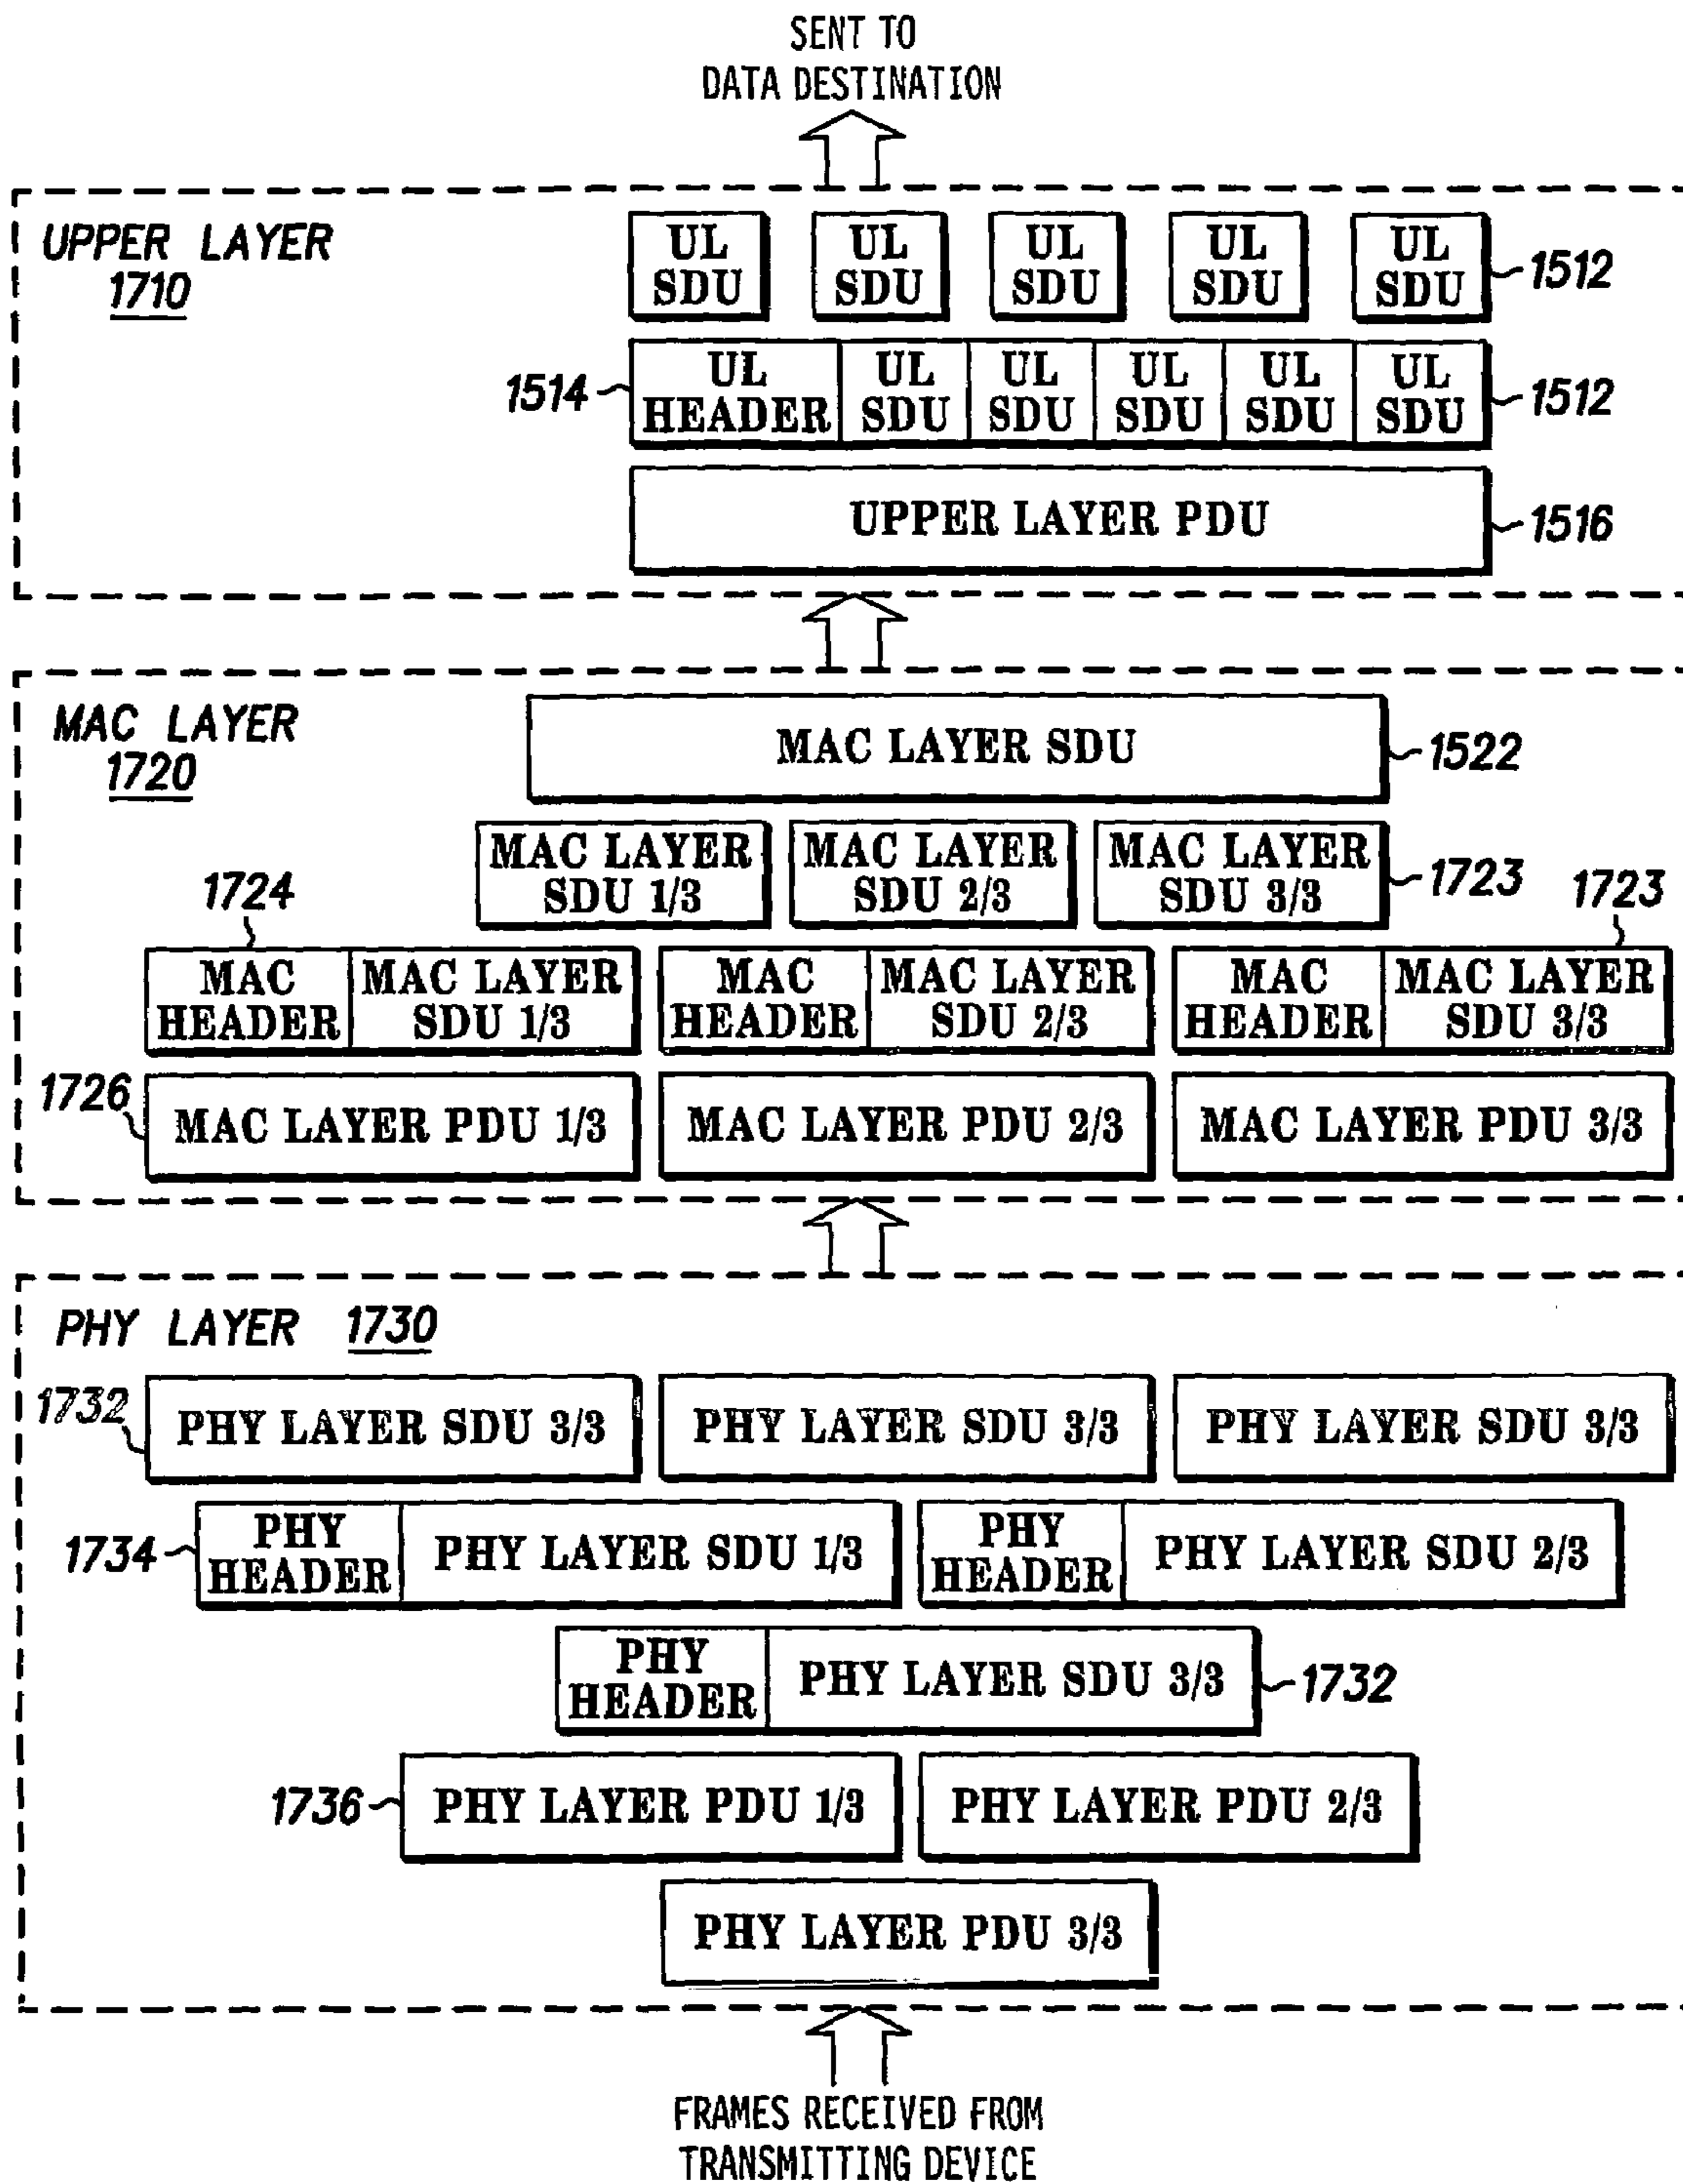 SENT TO
DATA DESTINATION
UPPER LAYER
1710
UL
SDU
UL
SDU
UL
SDU
UL
SDU
UL
SDU
1512
1514
UL
HEADER
UL
SDU
UL
SDU
UL
SDU
UL
SDU
UL
SDU
1512
UPPER LAYER PDU
1516
MAC LAYER
1720
MAC LAYER SDU
1522
MAC LAYER
SDU 1/3
MAC LAYER
SDU 2/3
MAC LAYER
SDU 3/3
1723
1724
1723
MAC
HEADER
MAC LAYER
SDU 1/3
MAC
HEADER
MAC LAYER
SDU 2/3
MAC
HEADER
MAC LAYER
SDU 3/3
1726
MAC LAYER PDU 1/3
MAC LAYER PDU 2/3
MAC LAYER PDU 3/3
PHY LAYER 1730
1732
PHY LAYER SDU 3/3
PHY LAYER SDU 3/3
PHY LAYER SDU 3/3
1734
PHY
HEADER
PHY LAYER SDU 1/3
PHY
HEADER
PHY LAYER SDU 2/3
PHY
HEADER
PHY LAYER SDU 3/3
1732
1736
PHY LAYER PDU 1/3
PHY LAYER PDU 2/3
PHY LAYER PDU 3/3
FRAMES RECEIVED FROM
TRANSMITTING DEVICE